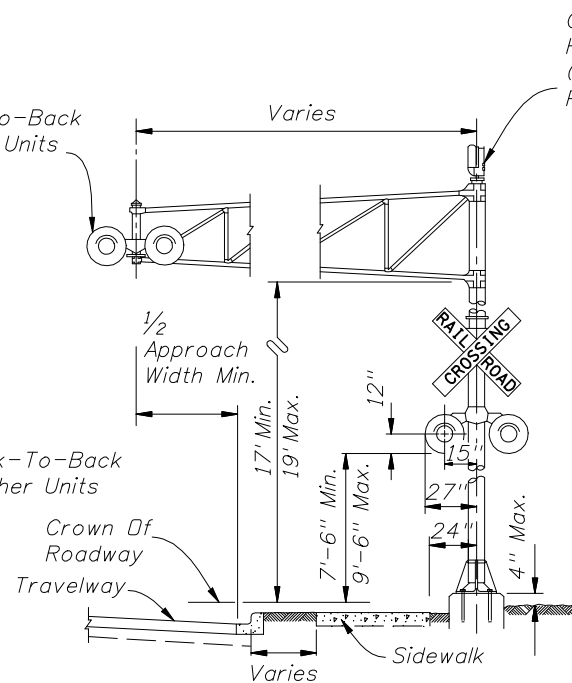 Varies
o-Back
Units
1/2
Approach
Width Min.
RAIL
ROAD
CROSSING
12"
15"
27"
24"
17' Min.
19' Max.
7'-6" Min.
9'-6" Max.
4" Max.
k-To-Back
her Units
Crown Of
Roadway
Travelway
Sidewalk
Varies